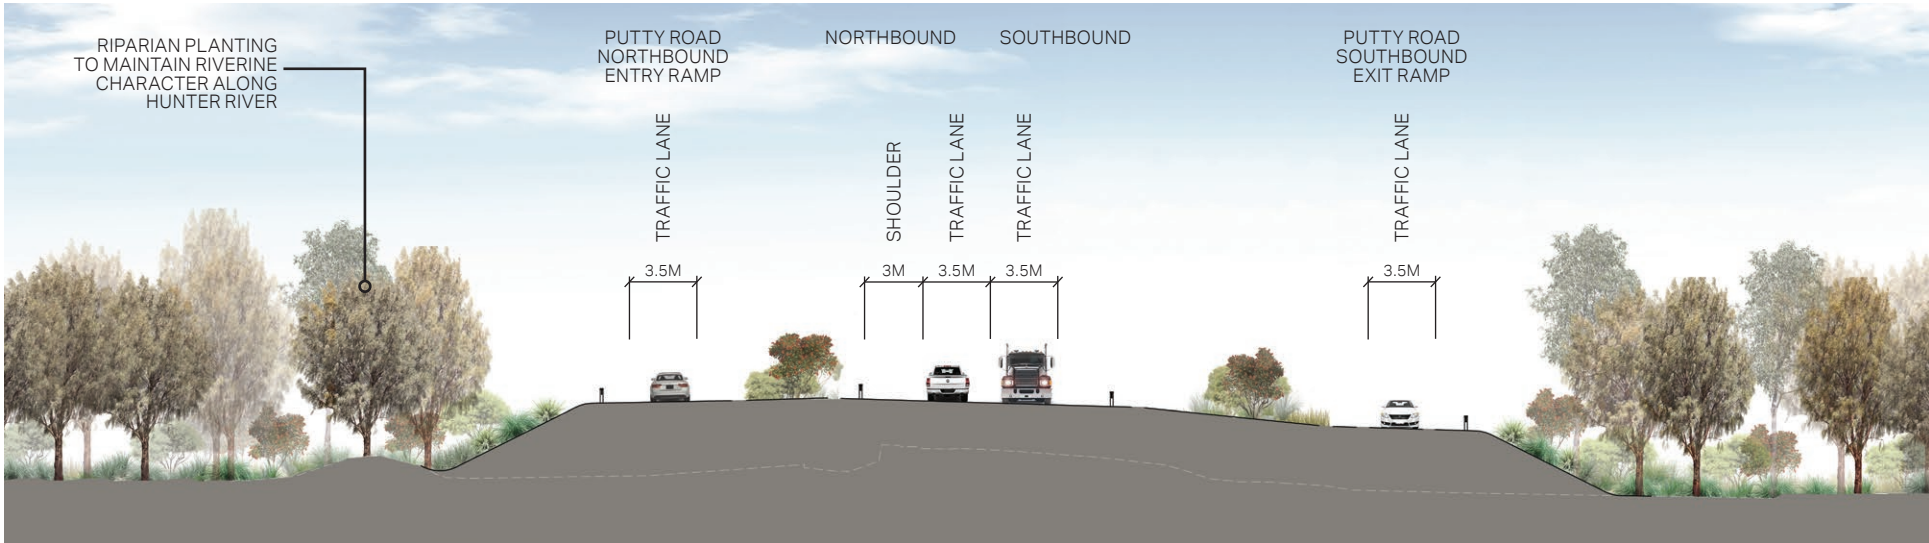 RIPARIAN PLANTING
TO MAINTAIN RIVERINE
CHARACTER ALONG
HUNTER RIVER
PUTTY ROAD
NORTHBOUND
ENTRY RAMP
NORTHBOUND
SOUTHBOUND
PUTTY ROAD
SOUTHBOUND
EXIT RAMP
TRAFFIC LANE
SHOULDER
TRAFFIC LANE
TRAFFIC LANE
TRAFFIC LANE
3.5M
3M
3.5M
3.5M
3.5M